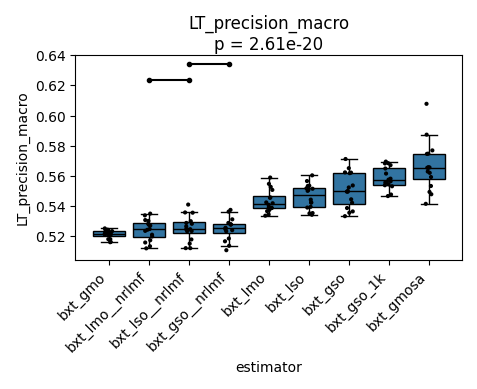 LT_precision_macro
p = 2.61e-20
LT_precision_macro
0.64
0.62
0.60
0.58
0.56
0.54
0.52
bxt_gmo
bxt_lmo__nrlmf
bxt_lso__nrlmf
bxt_gso__nrlmf
bxt_lmo
bxt_lso
bxt_gso
bxt_gso_1k
bxt_gmosa
estimator